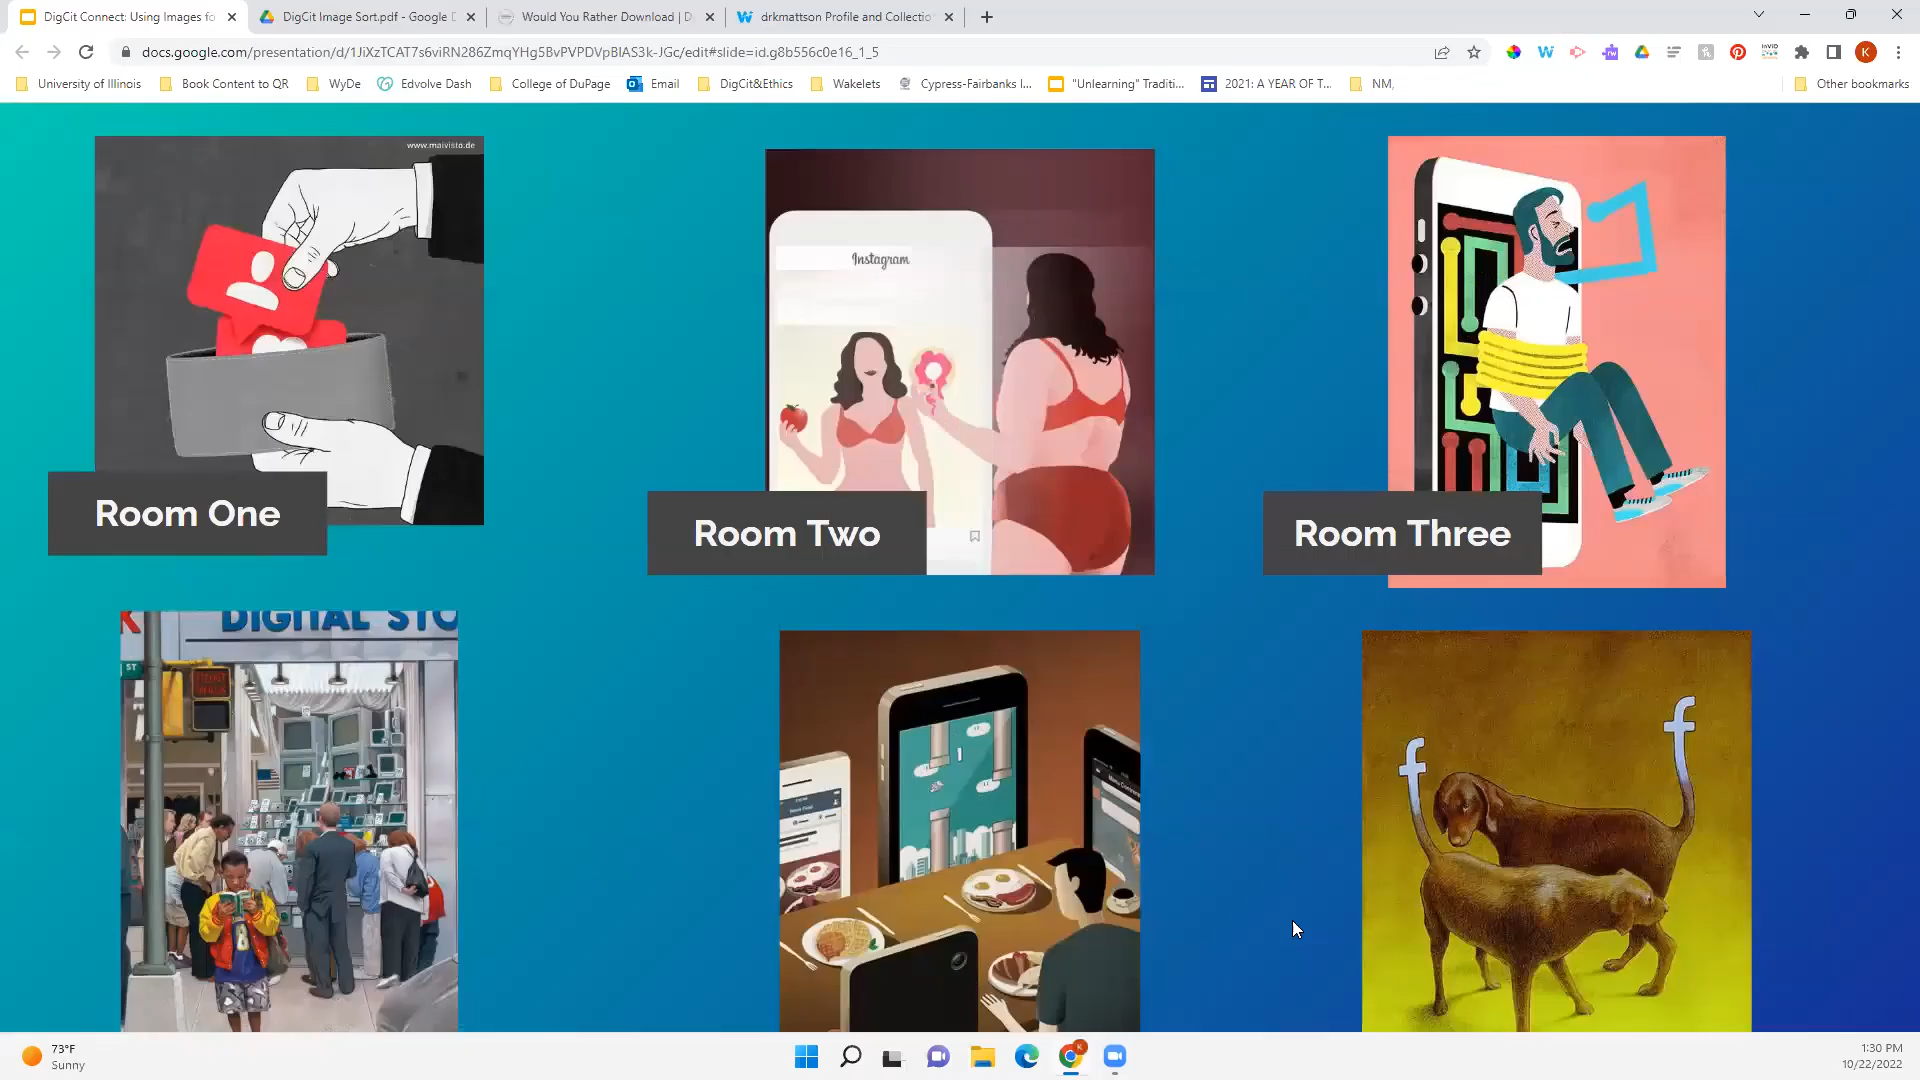 DigCit Connect: Using Images fo
DigCit Image Sort.pdf - Google D
Would You Rather Download | D
drkmattson Profile and Collectio
docs.google.com/presentation/d/1JiXzTCAT7s6viRN286ZmqYHg5BvPVPDVpBIAS3k-JGc/edit#slide=id.g8b556c0e16_1_5
University of Illinois
Book Content to QR
WyDe
Edvolve Dash
College of DuPage
Email
DigCit&Ethics
Wakelets
Cypress-Fairbanks I...
"Unlearning" Traditi...
2021: A YEAR OF T...
NM,
Other bookmarks
www.maivisto.de
Instagram
Room One
Room Two
Room Three
DIGITAL STO
ST
DONT
WALK
f
f
73°F
Sunny
1:30 PM
10/22/2022